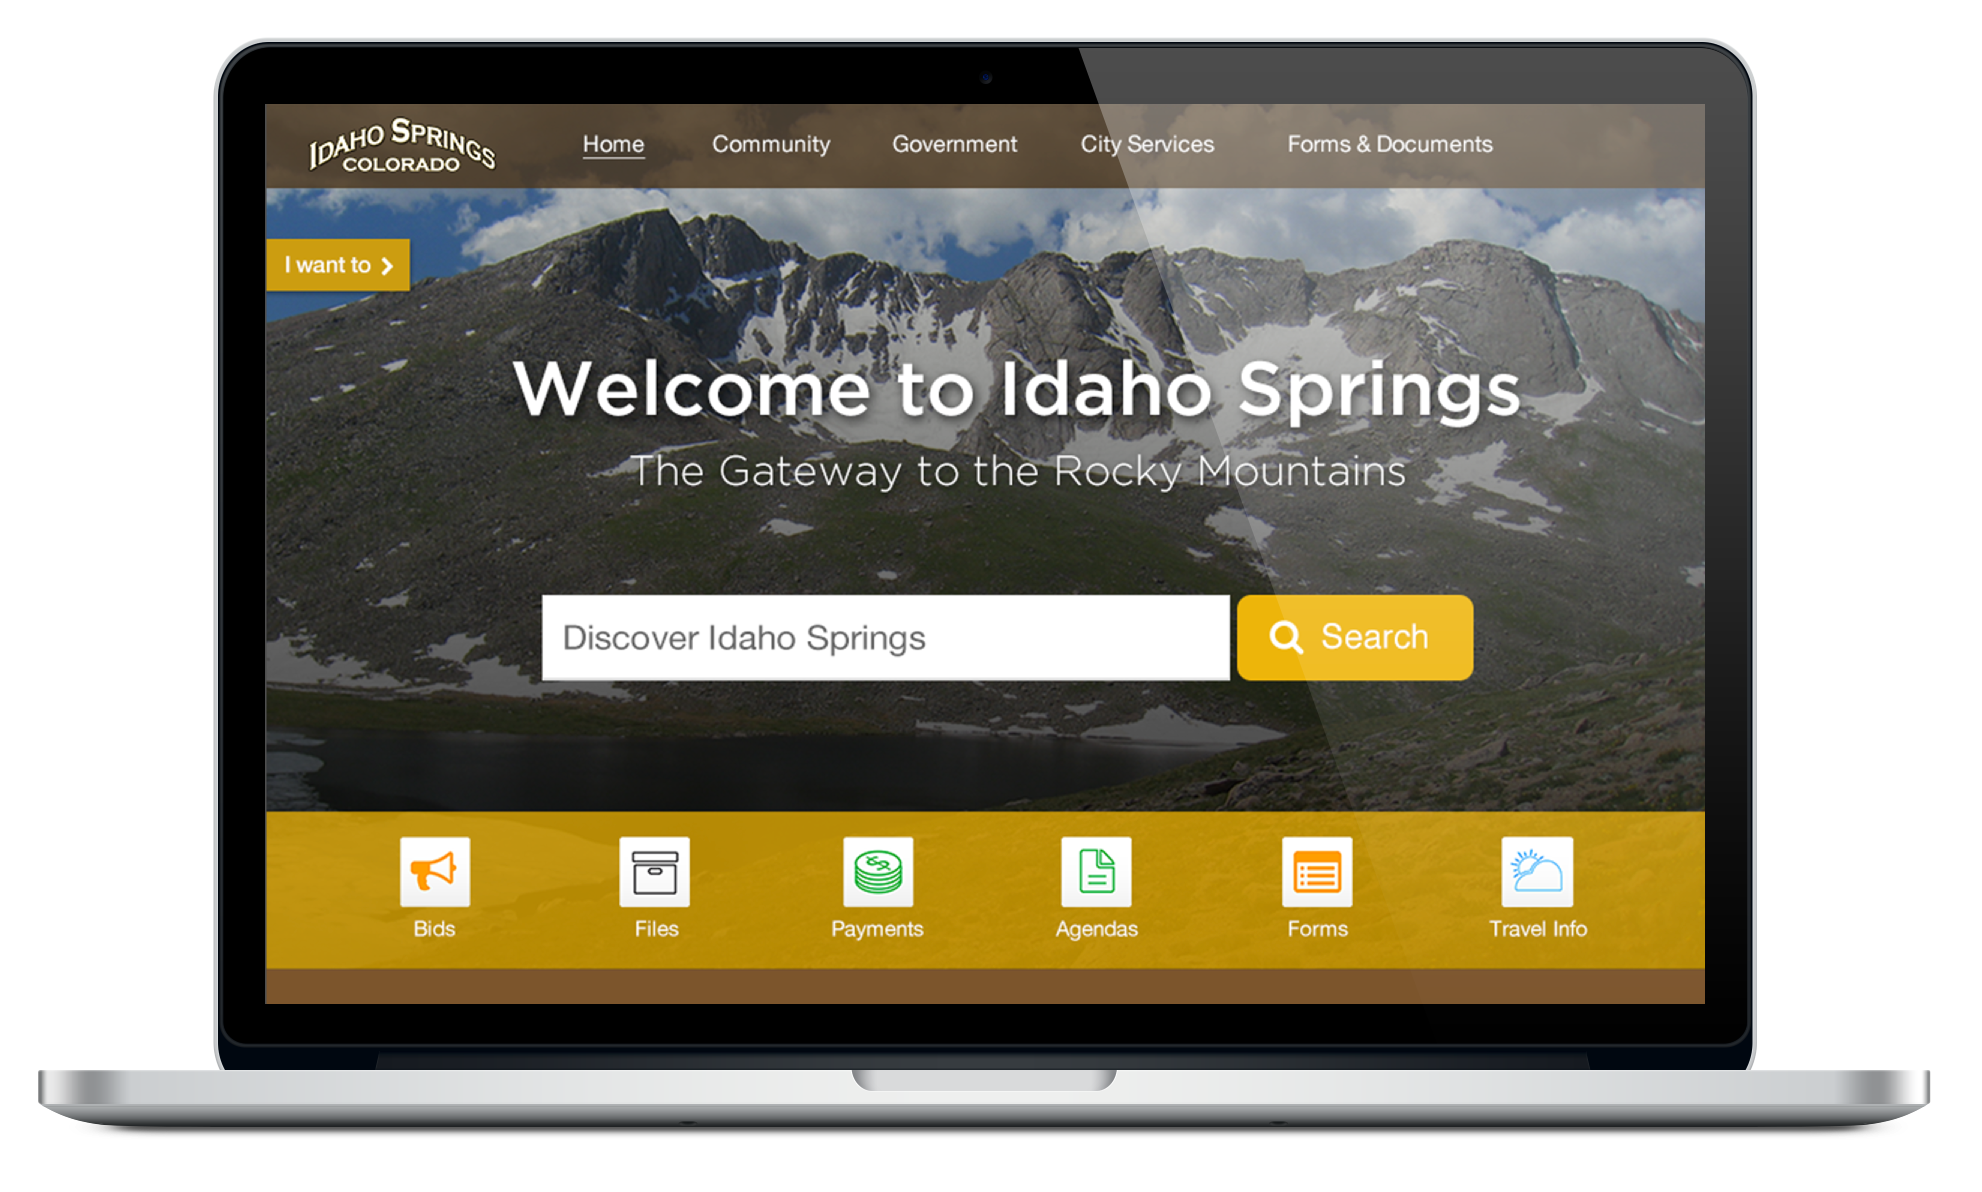 IDAHO SPRINGS
COLORADO
Home Community Government City Services Forms & Documents
I want to
Welcome to Idaho Springs
The Gateway to the Rocky Mountains
Discover Idaho Springs
Search
Bids Files Payments Agendas Forms Travel Info